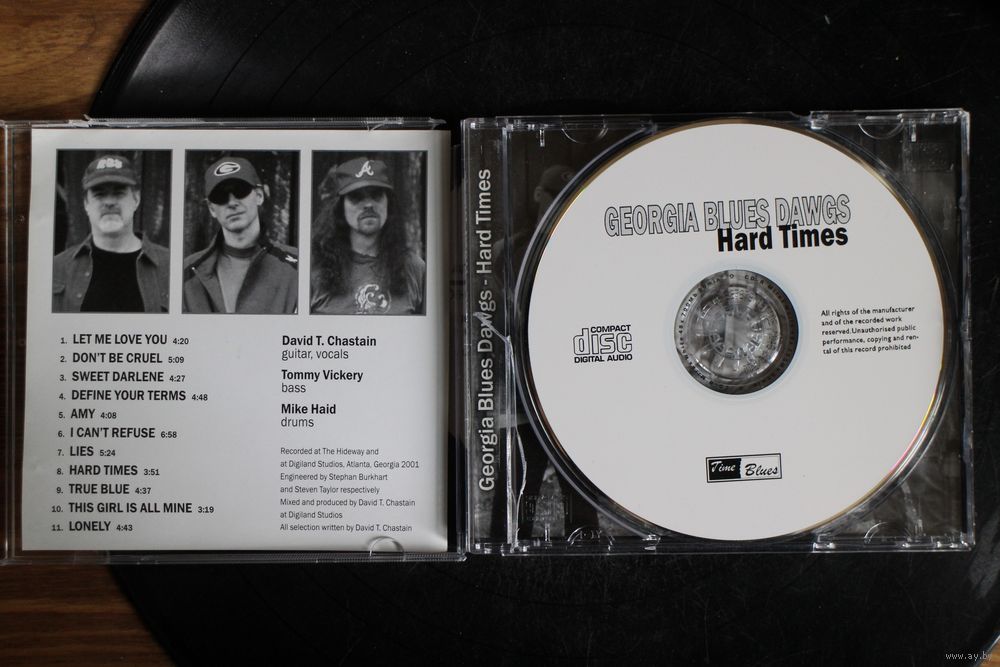 G
A
1. LET ME LOVE YOU 4:20
2. DON'T BE CRUEL 5:09
3. SWEET DARLENE 4:27
4. DEFINE YOUR TERMS 4:48
5. AMY 4:08
6. I CAN'T REFUSE 6:58
7. LIES 5:24
8. HARD TIMES 3:51
9. TRUE BLUE 4:37
10. THIS GIRL IS ALL MINE 3:19
11. LONELY 4:43
David T. Chastain
guitar, vocals
Tommy Vickery
bass
Mike Haid
drums
Recorded at The Hideway and
at Digiland Studios, Atlanta, Georgia 2001
Engineered by Stephan Burkhart
and Steven Taylor respectively
Mixed and produced by David T. Chastain
at Digiland Studios
All selection written by David T. Chastain
Georgia Blues Dawgs - Hard Times
GEORGIA BLUES DAWGS
Hard Times
COMPACT
disc
DIGITAL AUDIO
All rights of the manufacturer
and of the recorded work
reserved.Unauthorised public
performance, copying and ren-
tal of this record prohibited
Time Blues
www.ay.by